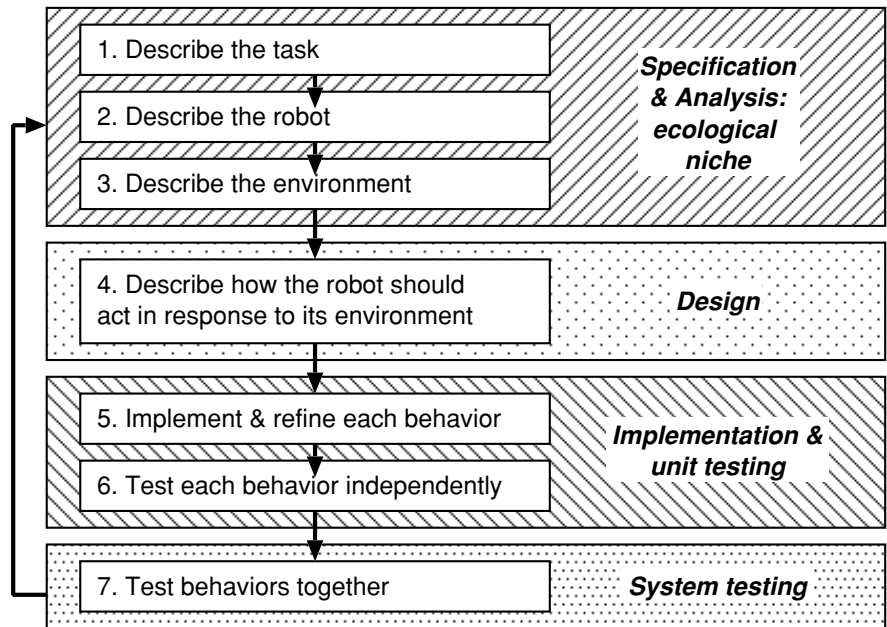 1. Describe the task
2. Describe the robot
3. Describe the environment
Specification
& Analysis:
ecological
niche
4. Describe how the robot should
act in response to its environment
Design
5. Implement & refine each behavior
6. Test each behavior independently
Implementation &
unit testing
7. Test behaviors together
System testing